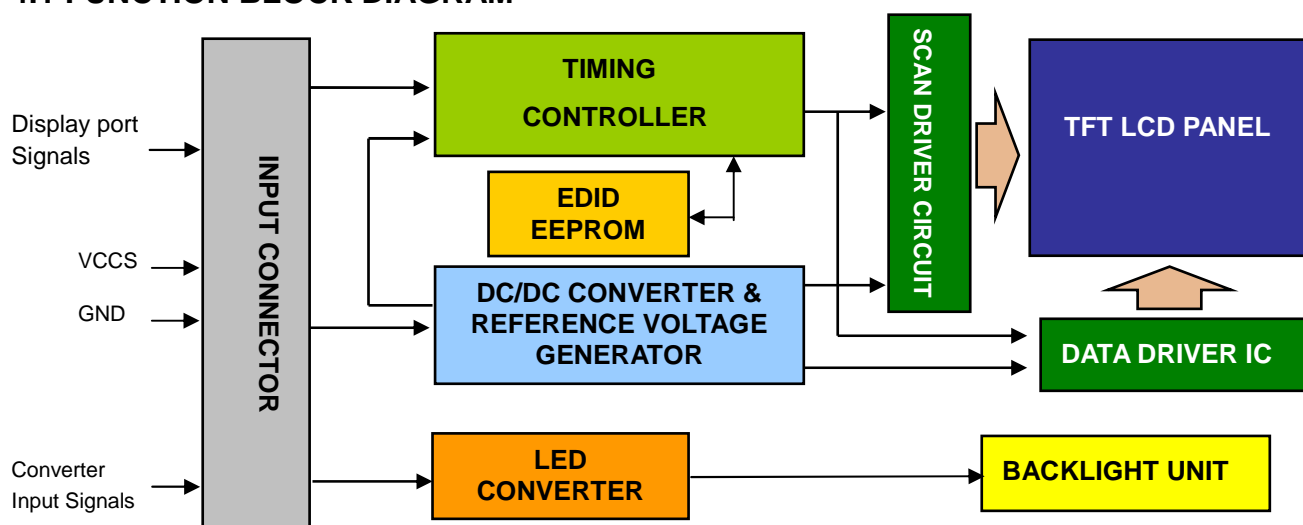 Display port
Signals
VCCS
GND
Converter
Input Signals
INPUT CONNECTOR
TIMING
CONTROLLER
EDID
EEPROM
DC/DC CONVERTER &
REFERENCE VOLTAGE
GENERATOR
LED
CONVERTER
SCAN DRIVER CIRCUIT
TFT LCD PANEL
DATA DRIVER IC
BACKLIGHT UNIT